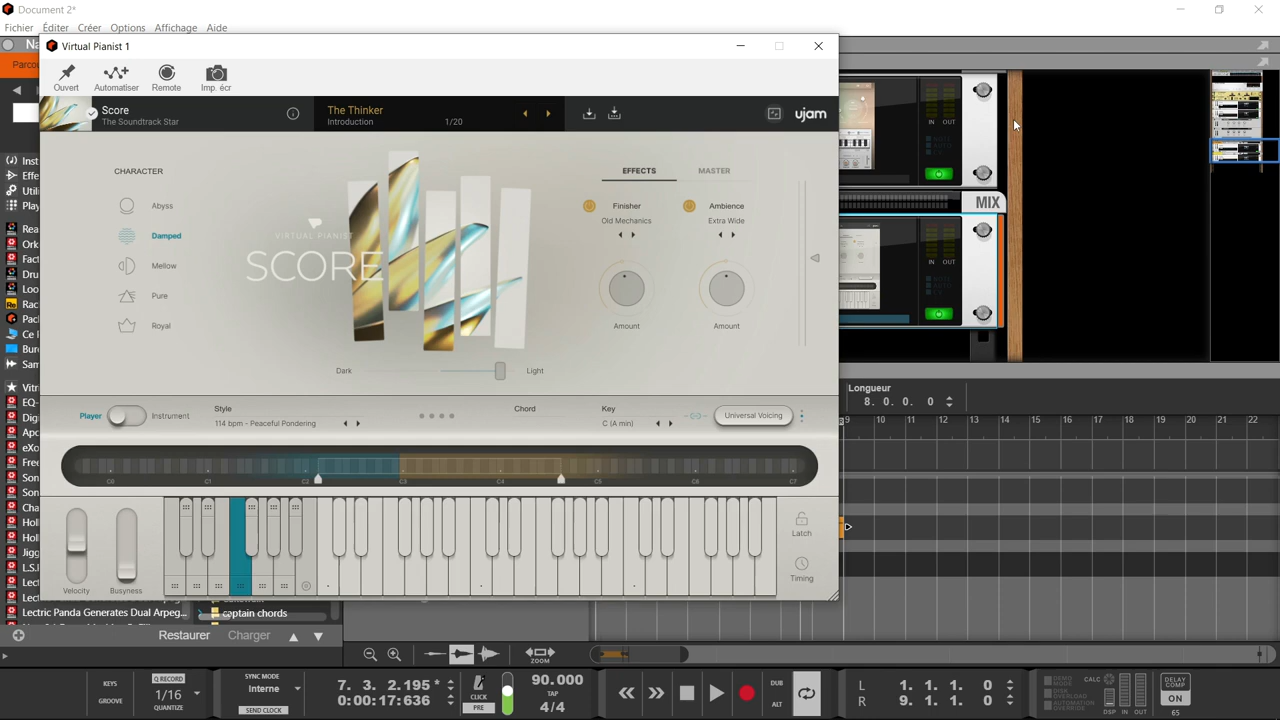 Document 2*
Fichier Éditer Créer Options Affichage Aide
Virtual Pianist 1
Ouvert Automatiser Remote Imp. écr
Score
The Soundtrack Star
The Thinker
Introduction 1/20
ujam
CHARACTER
Abyss
Damped
Mellow
Pure
Royal
VIRTUAL PIANIST
SCORE
EFFECTS MASTER
Finisher
Old Mechanics
Ambience
Extra Wide
Amount Amount
Dark Light
Player Instrument
Style
114 bpm - Peaceful Pondering
Chord
Key
C (A min)
Universal Voicing
C0 C1 C2 C3 C4 C5 C6 C7
Velocity Busyness
Latch
Timing
IN OUT
MIX
IN OUT
Longueur
8. 0. 0. 0
9 10 11 12 13 14 15 16 17 18 19 20 21 22
Lectric Panda Generates Dual Arpeg...
captain chords
Restaurer Charger
ZOOM
KEYS
GROOVE
Q RECORD
1/16
QUANTIZE
SYNC MODE
Interne
SEND CLOCK
7. 3. 2.195 *
0:00:17:636
CLICK
PRE
90.000
TAP
4/4
DUB
ALT
L 1. 1. 1. 0
R 9. 1. 1. 0
DEMO MODE
DISK OVERLOAD
AUTOMATION OVERRIDE
CALC
DSP IN OUT
DELAY COMP
ON
65